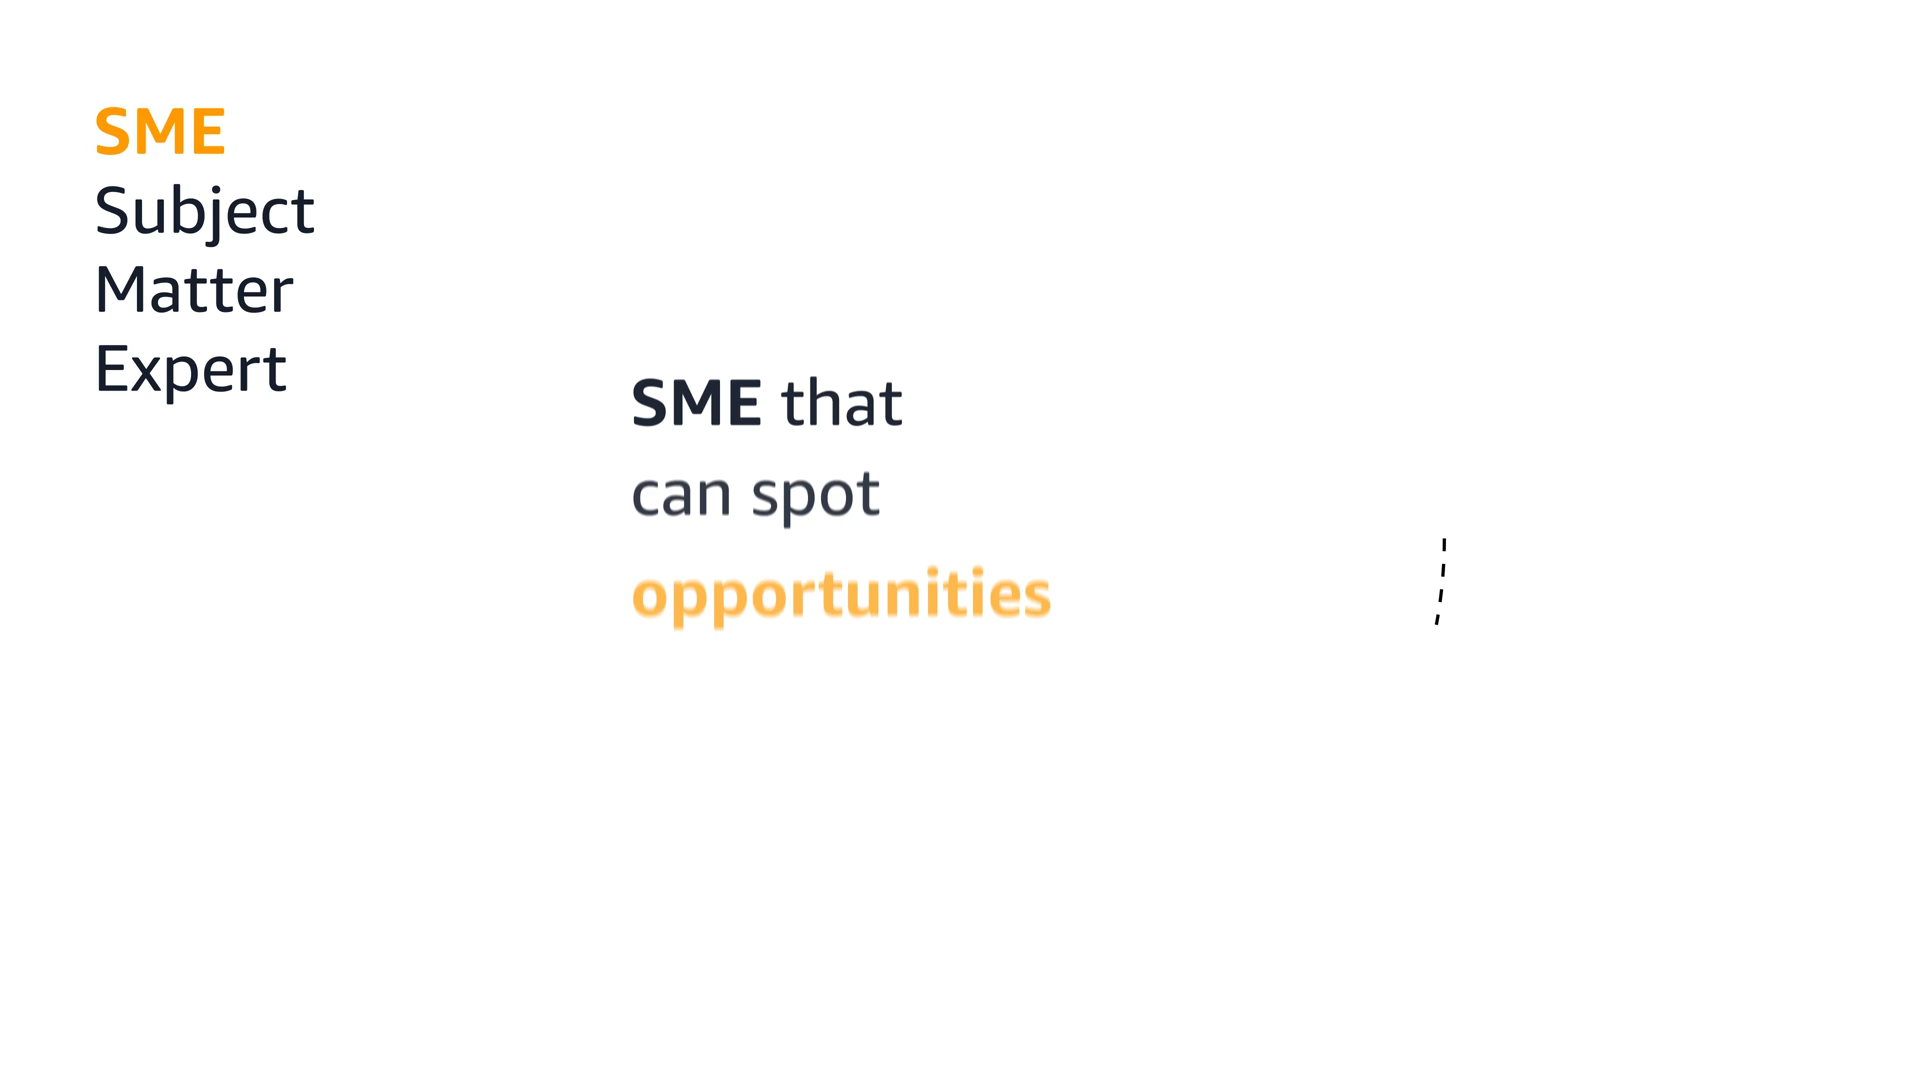 SME
Subject
Matter
Expert
SME that
can spot
opportunities